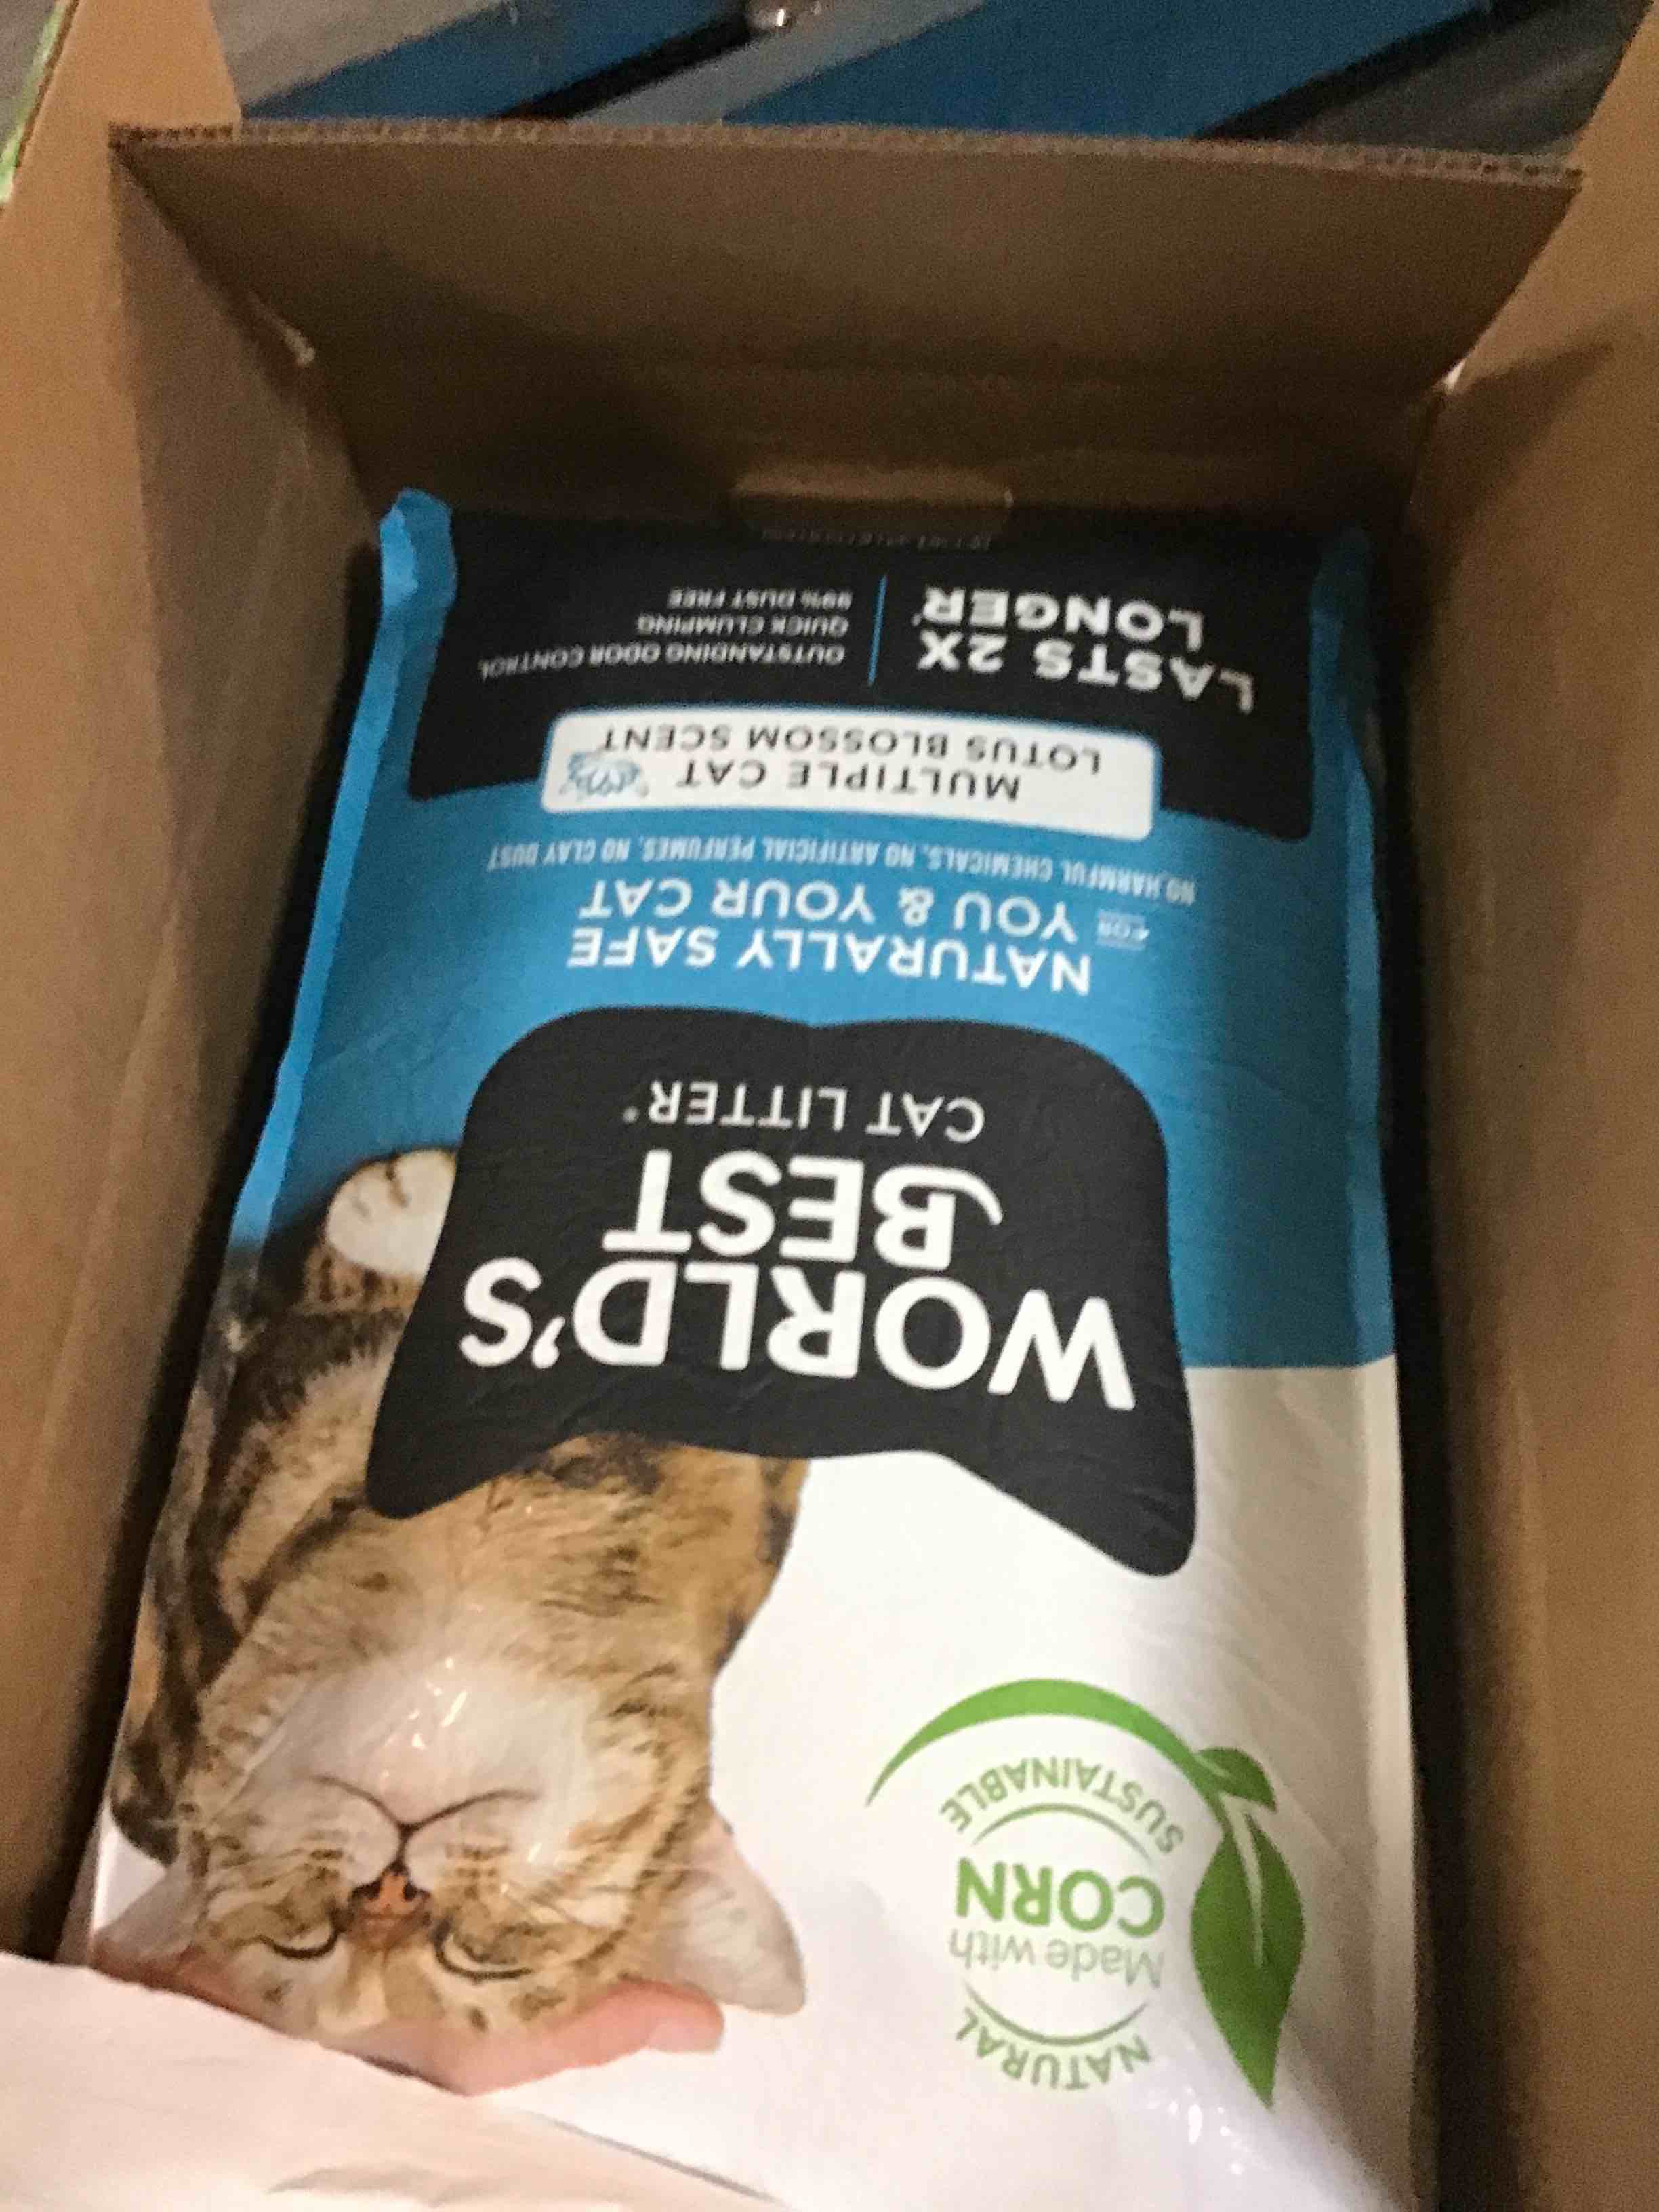 NATURAL
Made with
CORN
SUSTAINABLE
WORLD'S
BEST
CAT LITTER®
NATURALLY SAFE
FOR YOU & YOUR CAT
NO HARMFUL CHEMICALS, NO ARTIFICIAL PERFUMES, NO CLAY DUST
MULTIPLE CAT
LOTUS BLOSSOM SCENT
LASTS 2X
LONGER*
OUTSTANDING ODOR CONTROL
QUICK CLUMPING
99% DUST FREE